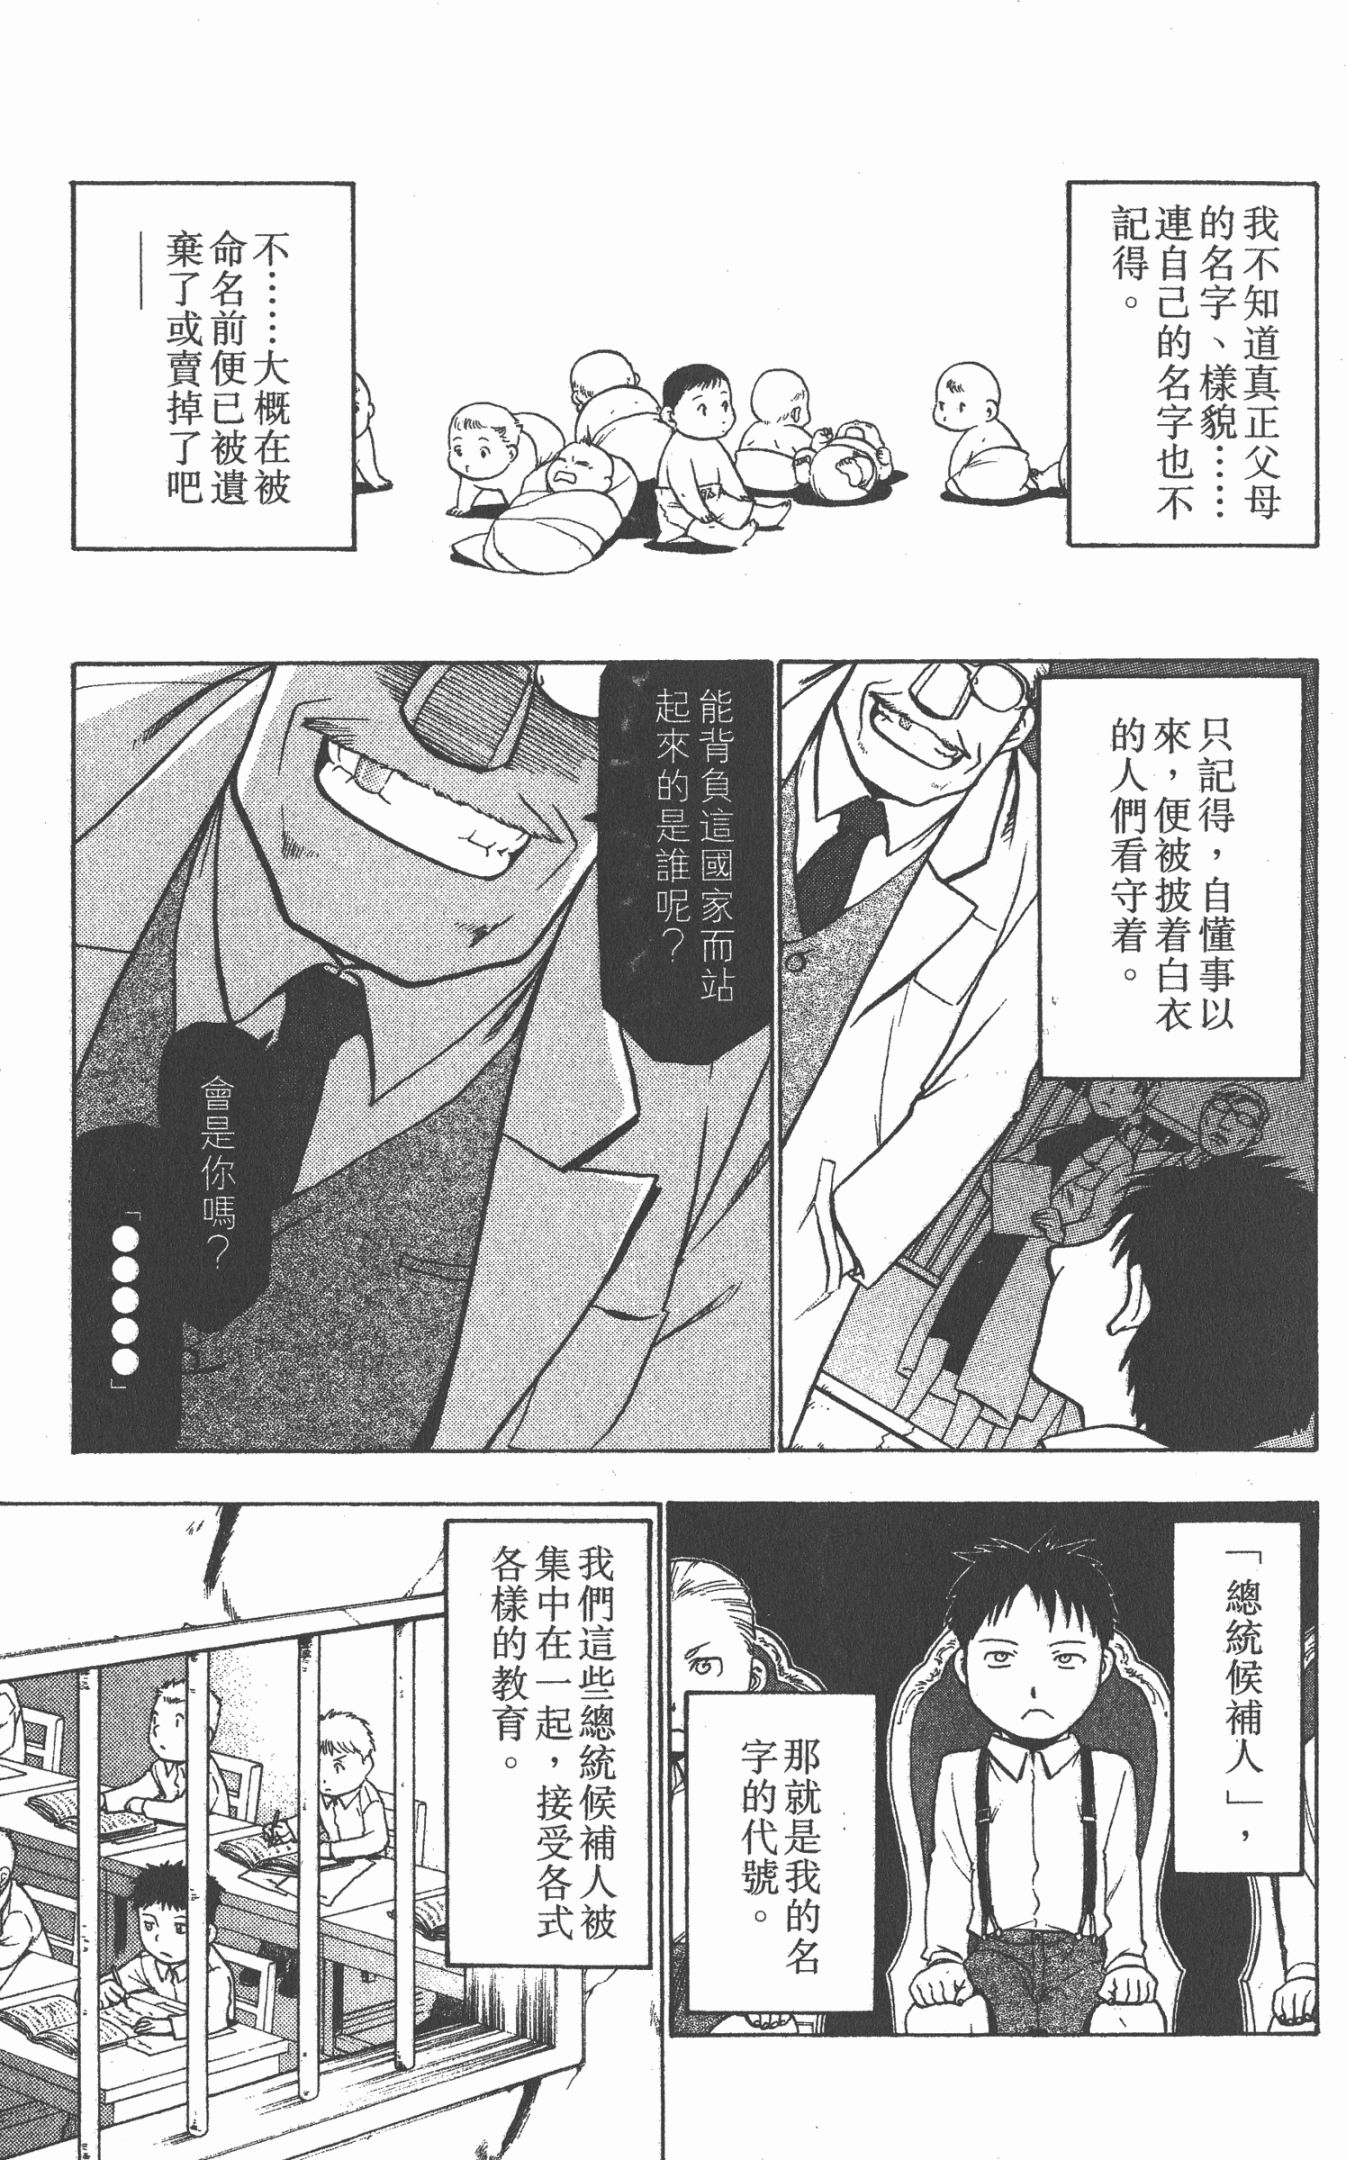 我不知道真正父母
的名字、樣貌……
連自己的名字也不
記得。
不……大概在被
命名前便已被遺
棄了或賣掉了吧
——
只記得，自懂事以
來，便被披着白衣
的人們看守着。
能背負這國家而站
起來的是誰呢？
會是你嗎？
「●●●●●」
「總統候補人」，
那就是我的名
字的代號。
我們這些總統候補人被
集中在一起，接受各式
各樣的教育。